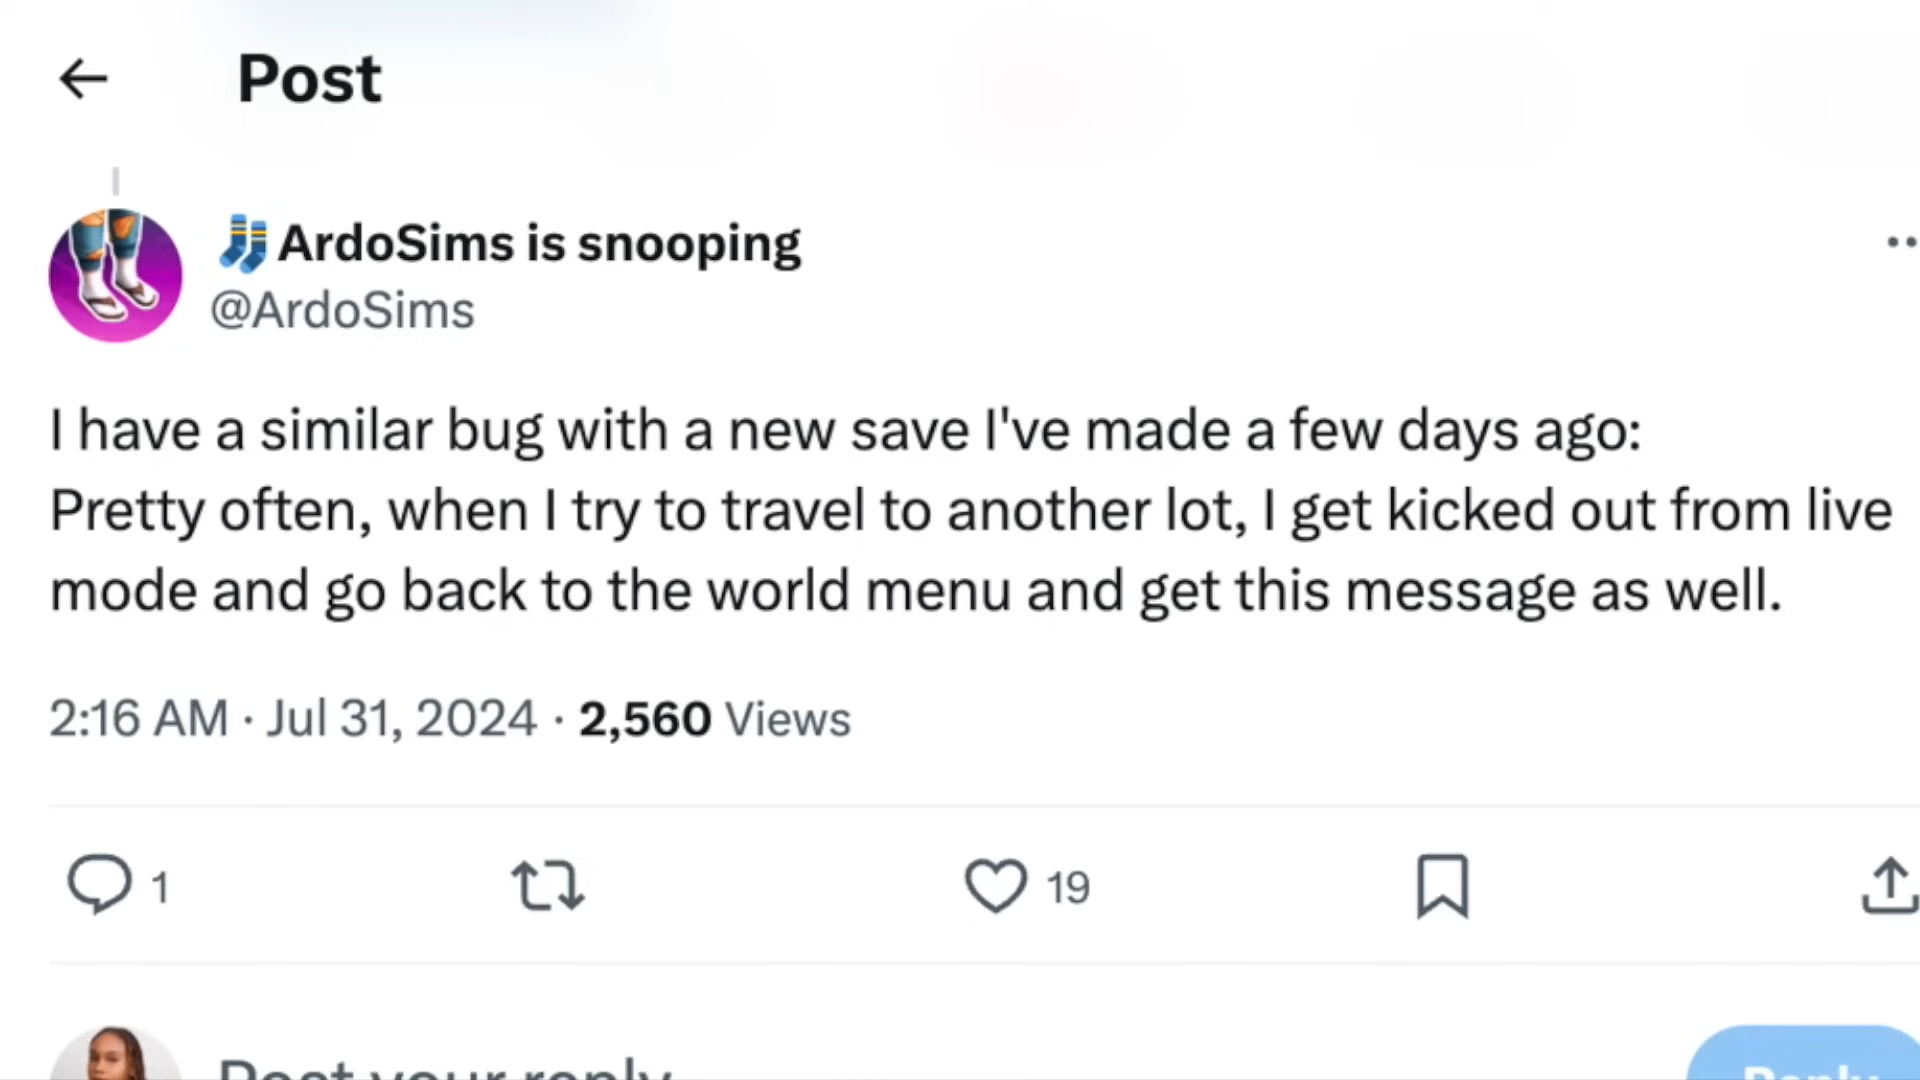 Post
ArdoSims is snooping
@ArdoSims
I have a similar bug with a new save I've made a few days ago:
Pretty often, when I try to travel to another lot, I get kicked out from live
mode and go back to the world menu and get this message as well.
2:16 AM · Jul 31, 2024 · 2,560 Views
1
19
Post your reply
Reply